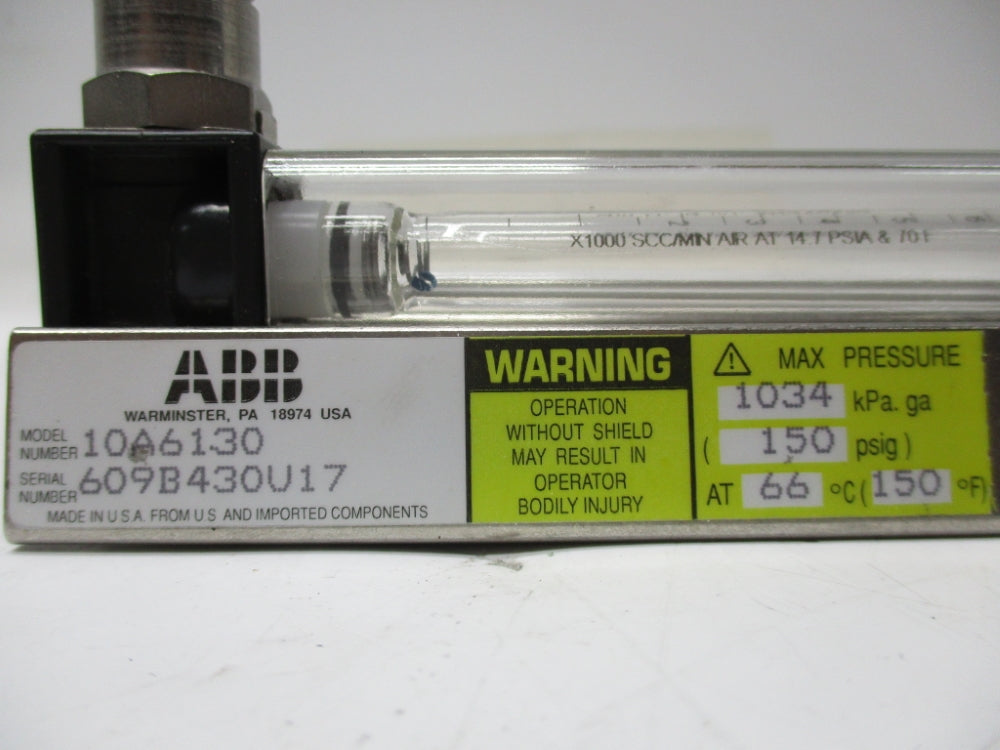 X1000 SCC/MIN AIR AT 14.7 PSIA & 70 F
ABB
WARMINSTER, PA 18974 USA
MODEL NUMBER 10A6130
SERIAL NUMBER 609B430U17
MADE IN U.S.A. FROM U.S. AND IMPORTED COMPONENTS
WARNING
OPERATION
WITHOUT SHIELD
MAY RESULT IN
OPERATOR
BODILY INJURY
MAX PRESSURE
1034 kPa. ga
( 150 psig )
AT 66 °C ( 150 °F)